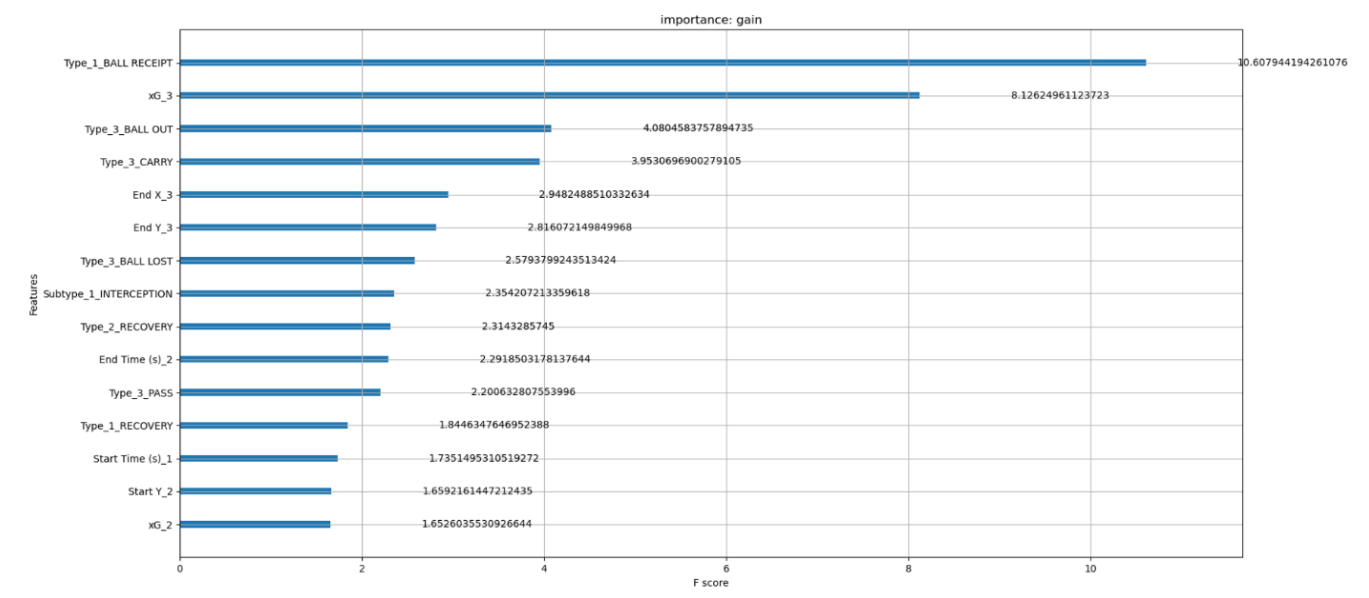 importance: gain
Type_1_BALL RECEIPT 10.607944194261076
xG_3 8.12624961123723
Type_3_BALL OUT 4.0804583757894735
Type_3_CARRY 3.9530696900279105
End X_3 2.9482488510332634
End Y_3 2.816072149849968
Type_3_BALL LOST 2.5793799243513424
Features
Subtype_1_INTERCEPTION 2.354207213359618
Type_2_RECOVERY 2.3143285745
End Time (s)_2 2.2918503178137644
Type_3_PASS 2.200632807553996
Type_1_RECOVERY 1.8446347646952388
Start Time (s)_1 1.7351495310519272
Start Y_2 1.6592161447212435
xG_2 1.6526035530926644
0 2 4 6 8 10
F score